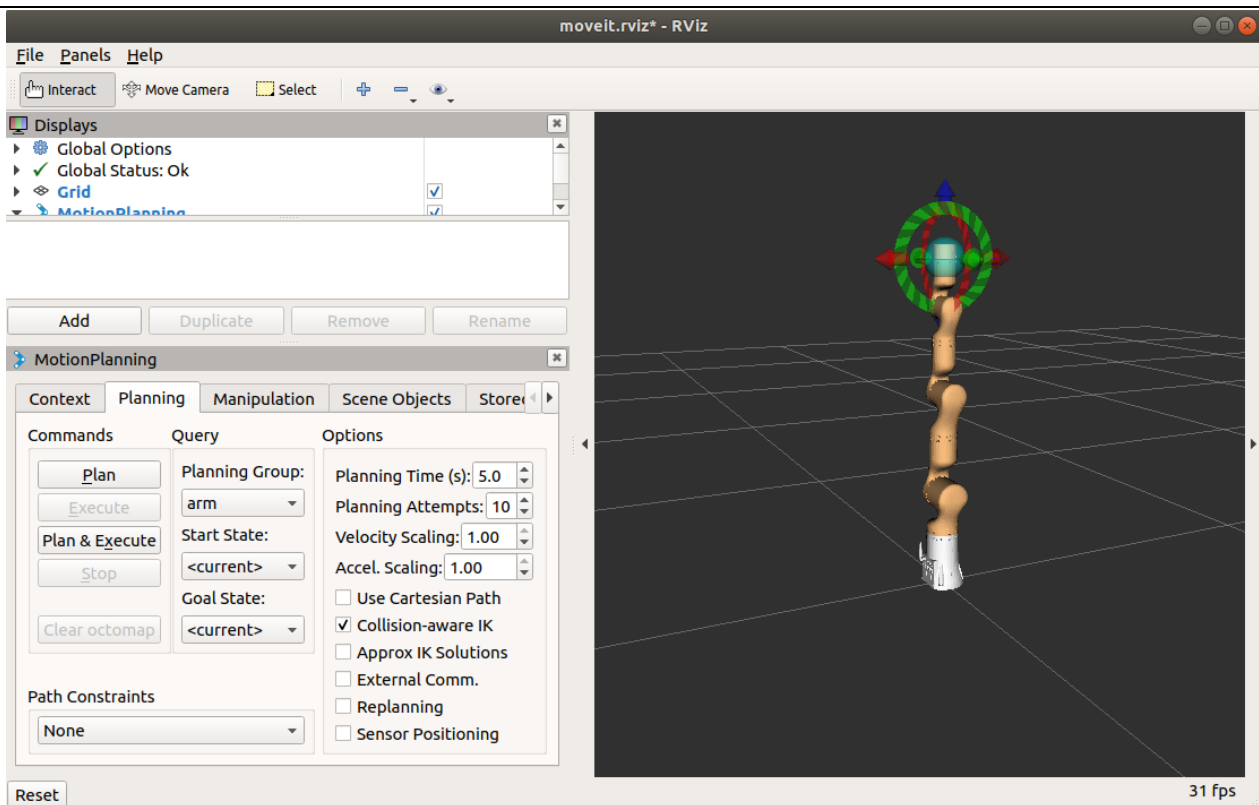 moveit.rviz* - RViz
File Panels Help
Interact Move Camera Select
Displays
Global Options
Global Status: Ok
Grid
MotionPlanning
Add Duplicate Remove Rename
MotionPlanning
Context Planning Manipulation Scene Objects
Commands Query Options
Plan Planning Group: Planning Time (s): 5.0
Execute arm Planning Attempts: 10
Plan & Execute Start State: Velocity Scaling: 1.00
Stop <current> Accel. Scaling: 1.00
Goal State: Use Cartesian Path
Clear octomap <current> Collision-aware IK
Approx IK Solutions
External Comm.
Path Constraints Replanning
None Sensor Positioning
Reset 31 fps